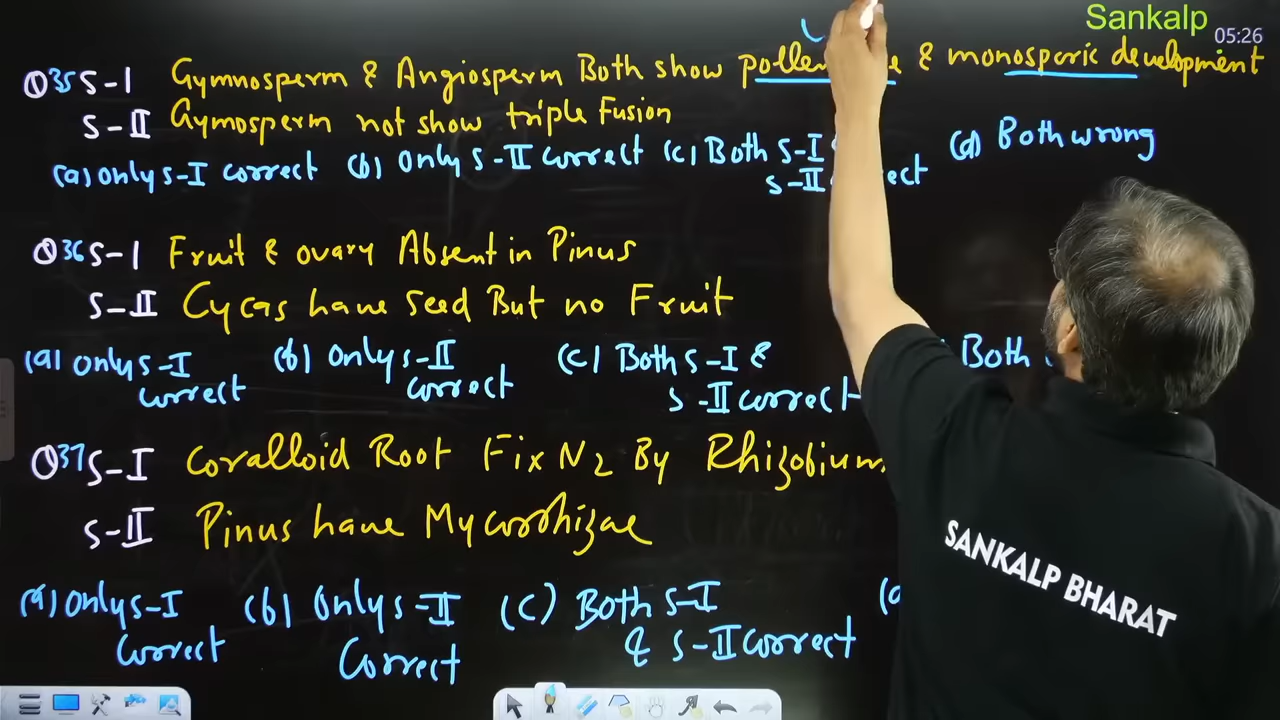 Sankalp
05:26
Q35 S-I Gymnosperm & Angiosperm Both show & monosporic development
S-II Gymosperm not show triple Fusion
(a) Only S-I correct (b) Only S-II correct (c) Both S-I (d) Both wrong
S-II
Q36 S-I Fruit & ovary Absent in Pinus
S-II Cycas have Seed But no Fruit
(a) Only S-I correct (b) Only S-II correct (c) Both S-I & Both
S-II correct
Q37 S-I Coralloid Root Fix N2 By Rhizobium
S-II Pinus have Mycorrhizae
(a) Only S-I correct (b) Only S-II correct (c) Both S-I
& S-II correct
SANKALP BHARAT